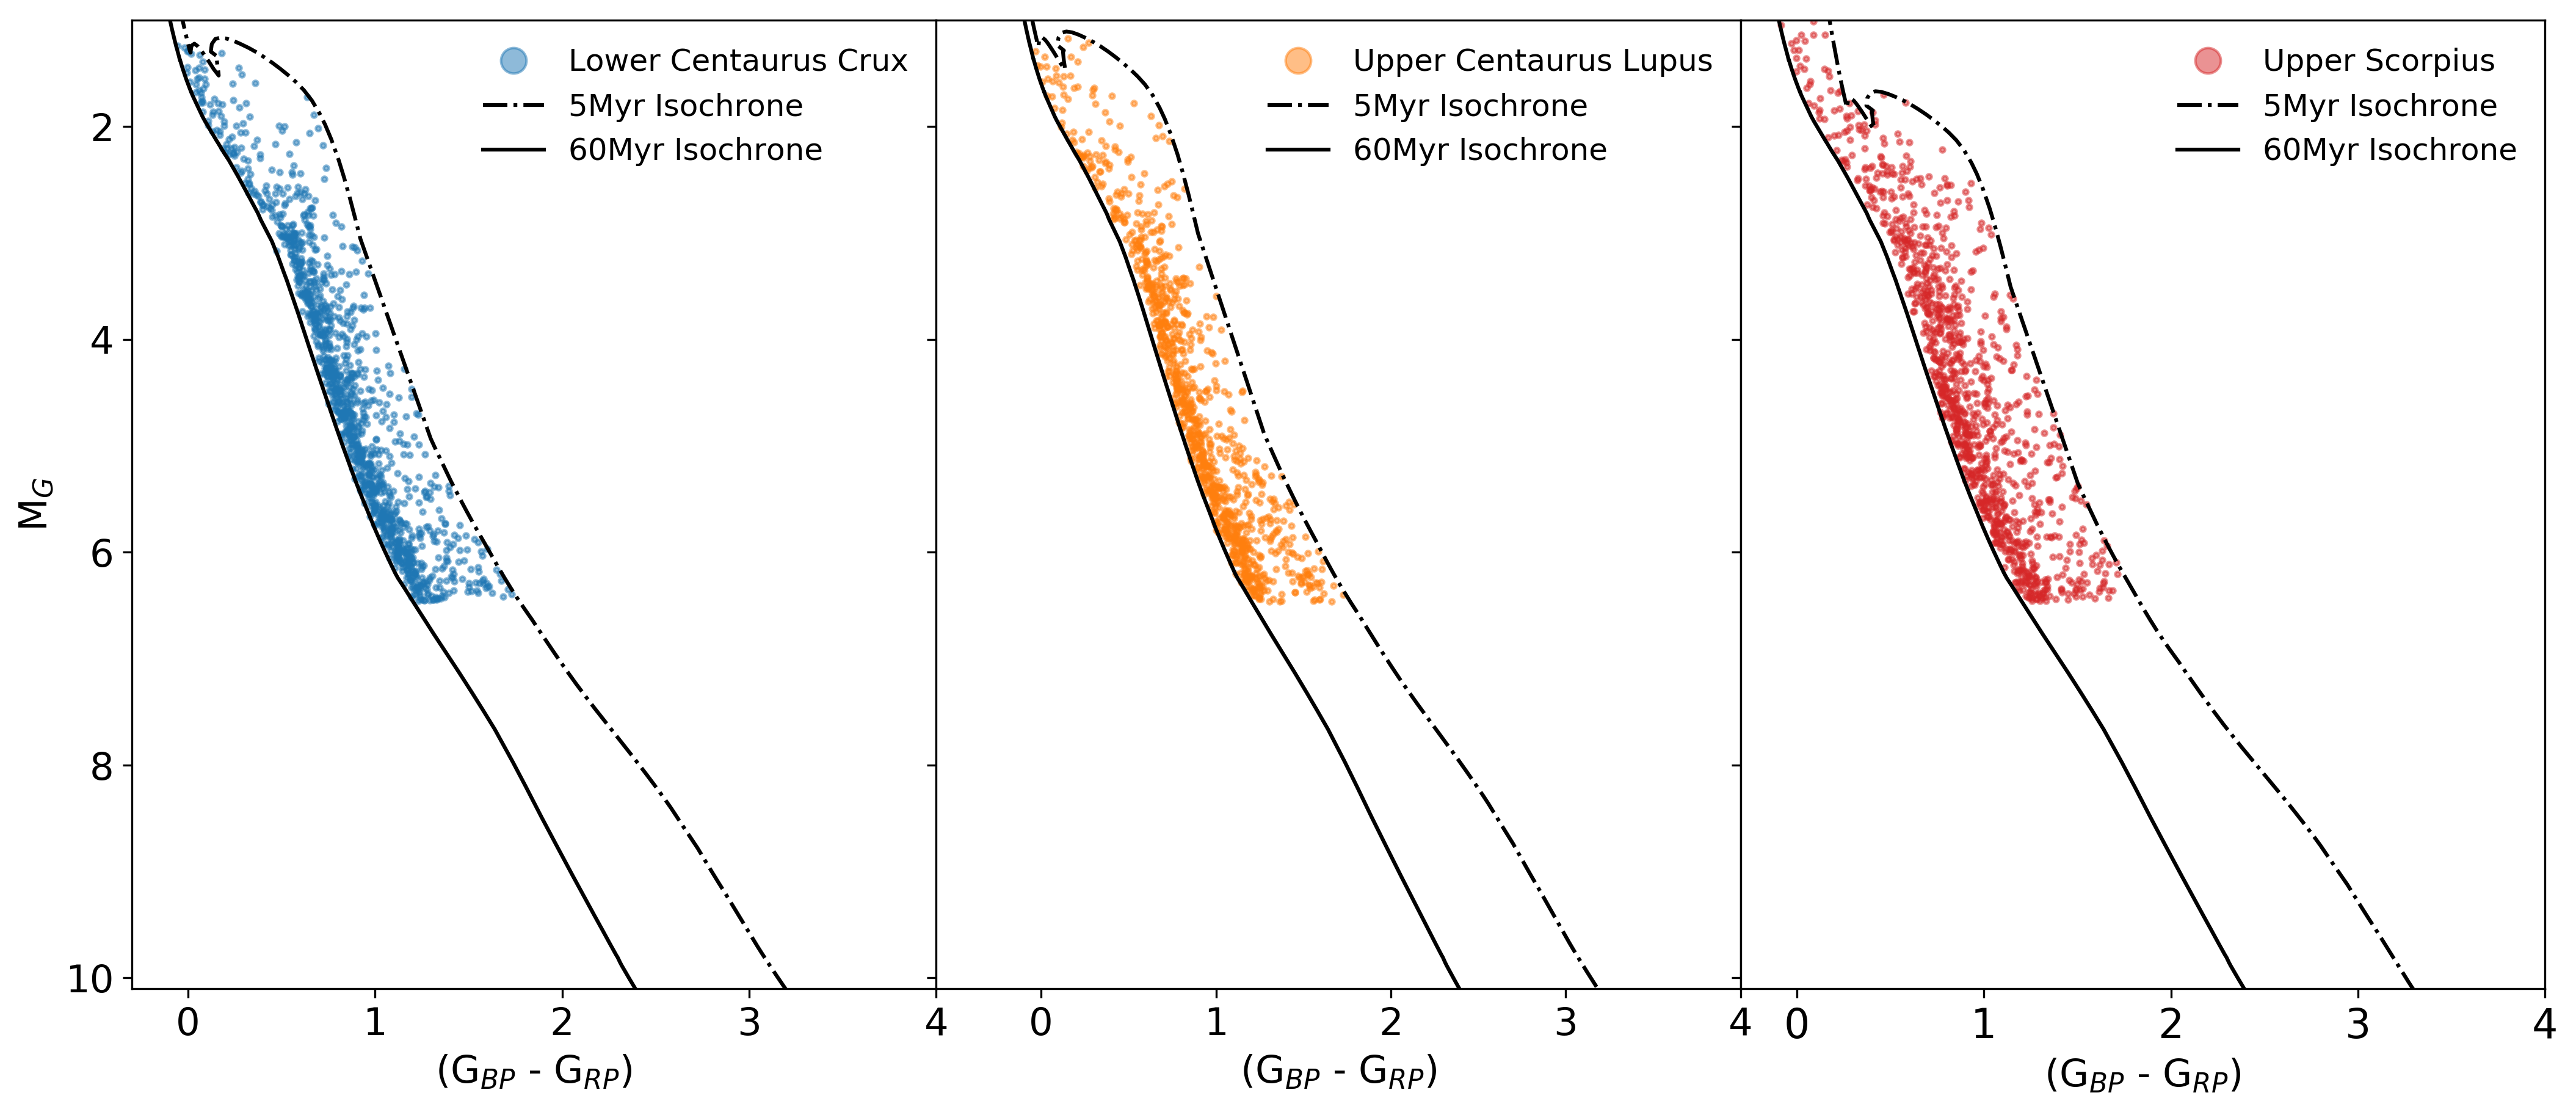 Lower Centaurus Crux
5Myr Isochrone
60Myr Isochrone
Upper Centaurus Lupus
5Myr Isochrone
60Myr Isochrone
Upper Scorpius
5Myr Isochrone
60Myr Isochrone
M_G
2
4
6
8
10
0 1 2 3 4
0 1 2 3 4
0 1 2 3 4
(G_BP - G_RP)
(G_BP - G_RP)
(G_BP - G_RP)